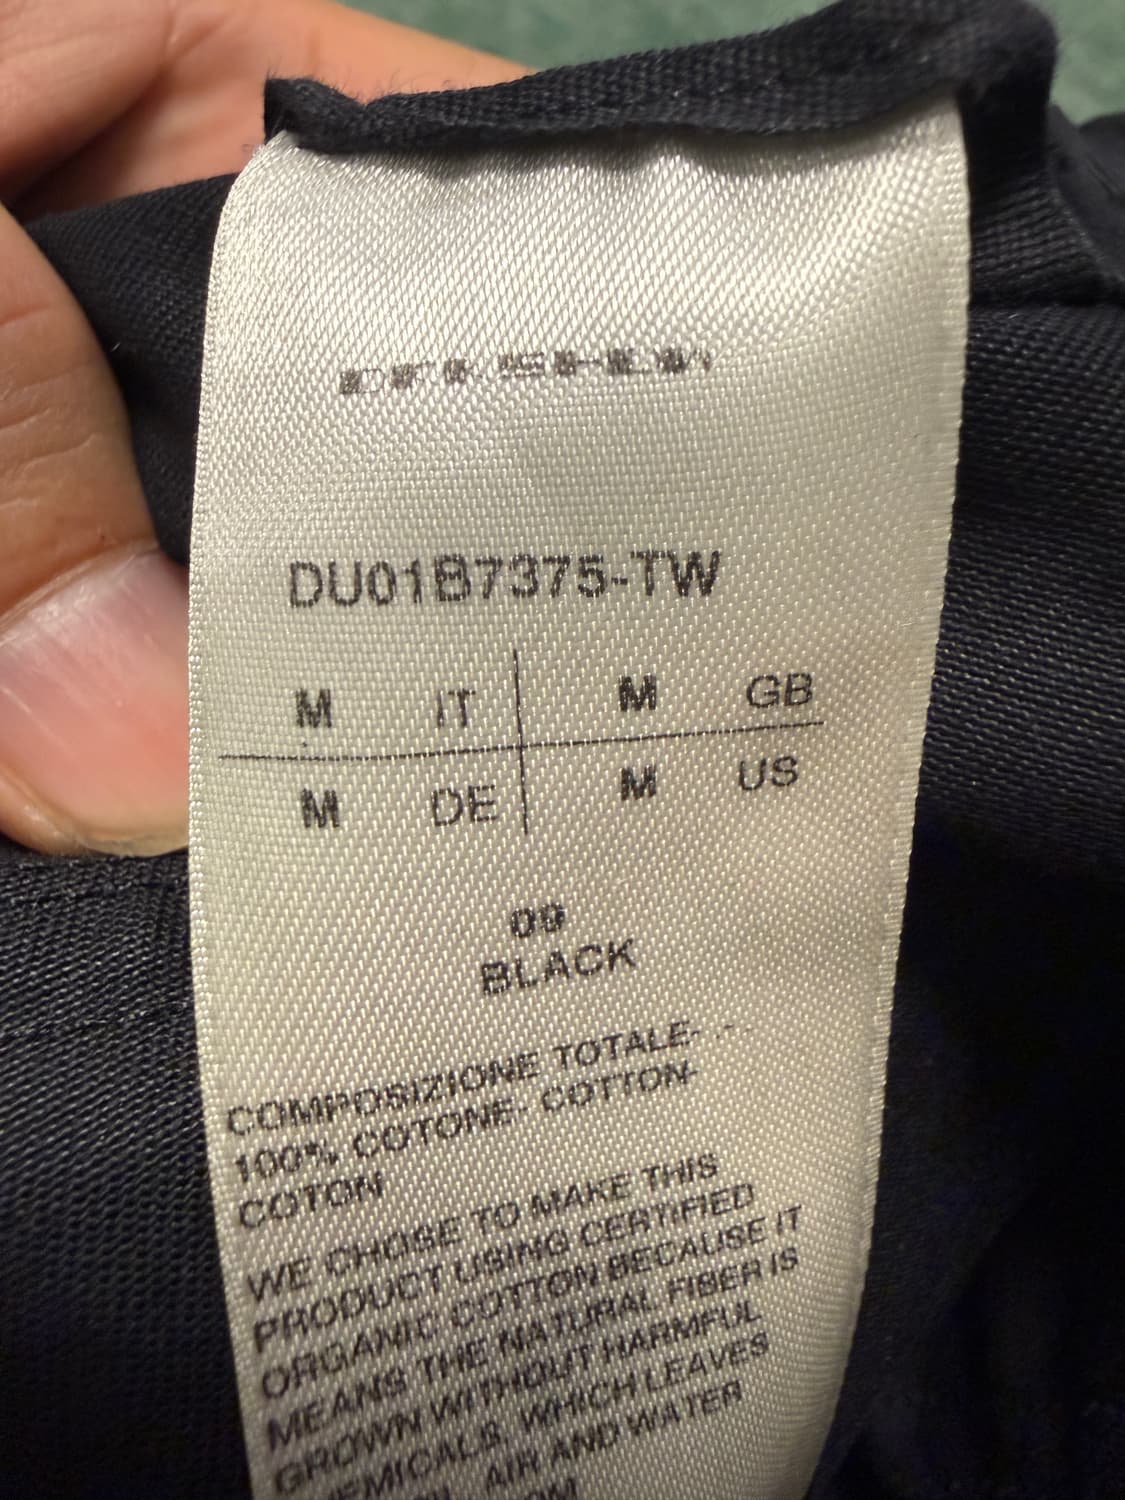 DRKSHDW
DU01B7375-TW
M IT M GB
M DE M US
09
BLACK
COMPOSIZIONE TOTALE- - -
100% COTONE- COTTON-
COTON
WE CHOSE TO MAKE THIS
PRODUCT USING CERTIFIED
ORGANIC COTTON BECAUSE IT
MEANS THE NATURAL FIBER IS
GROWN WITHOUT HARMFUL
HEMICALS, WHICH LEAVES
AIR AND WATER